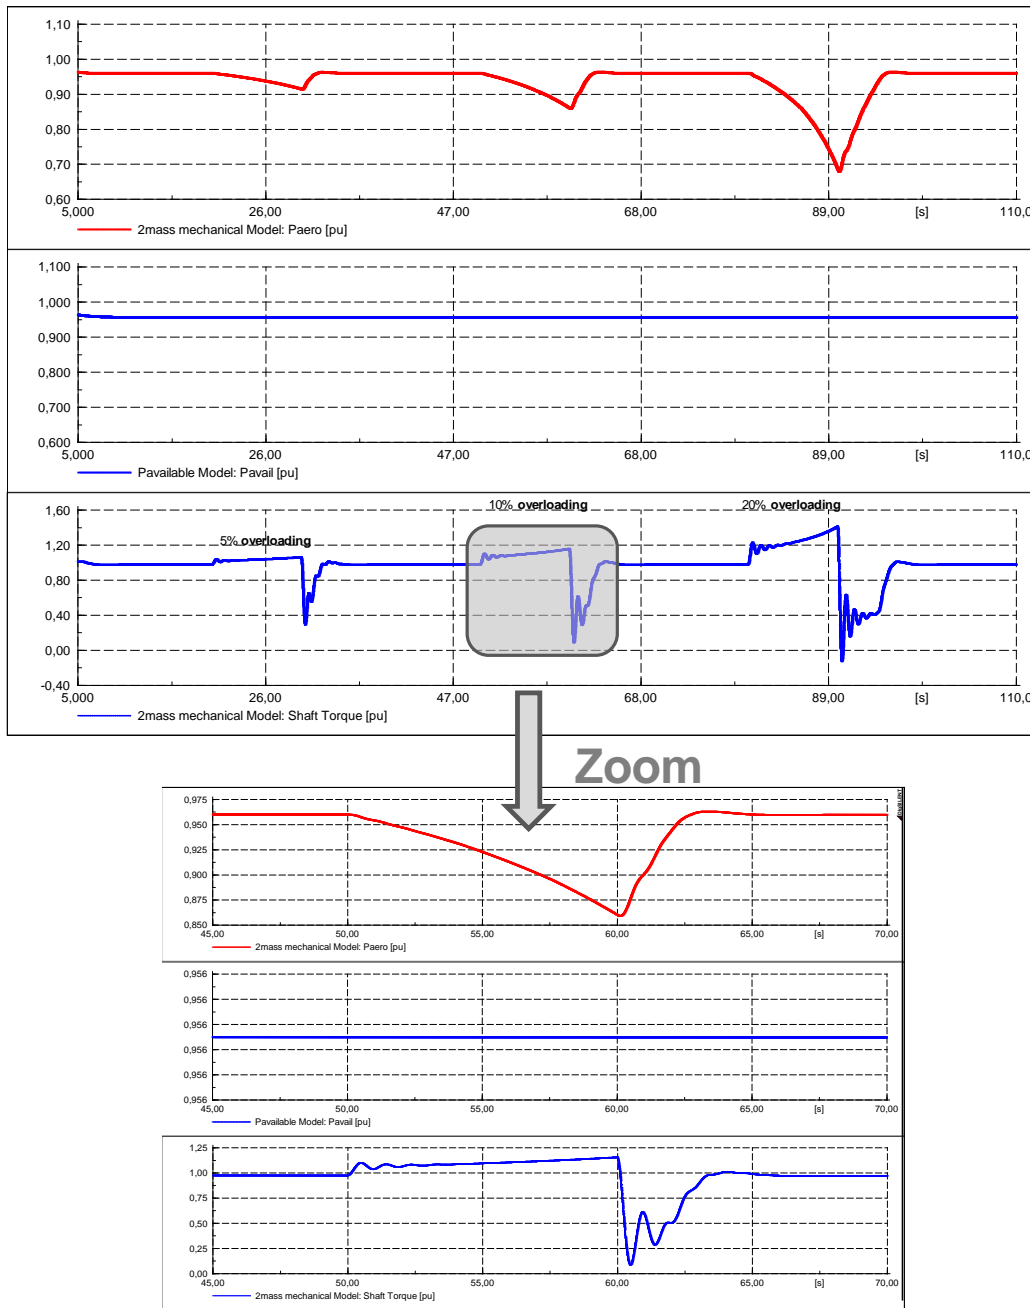 1,10
1,00
0,90
0,80
0,70
0,60
5,000 26,00 47,00 68,00 89,00 [s] 110,0
2mass mechanical Model: Paero [pu]
1,100
1,000
0,900
0,800
0,700
0,600
5,000 26,00 47,00 68,00 89,00 [s] 110,0
Pavailable Model: Pavail [pu]
10% overloading 20% overloading
1,60
5% overloading
1,20
0,80
0,40
0,00
-0,40
5,000 26,00 47,00 68,00 89,00 [s] 110,0
2mass mechanical Model: Shaft Torque [pu]
Zoom
0,975
0,950
0,925
0,900
0,875
0,850
45,00 50,00 55,00 60,00 65,00 [s] 70,00
2mass mechanical Model: Paero [pu]
0,956
0,956
0,956
0,956
0,956
0,956
45,00 50,00 55,00 60,00 65,00 [s] 70,00
Pavailable Model: Pavail [pu]
1,25
1,00
0,75
0,50
0,25
0,00
45,00 50,00 55,00 60,00 65,00 [s] 70,00
2mass mechanical Model: Shaft Torque [pu]